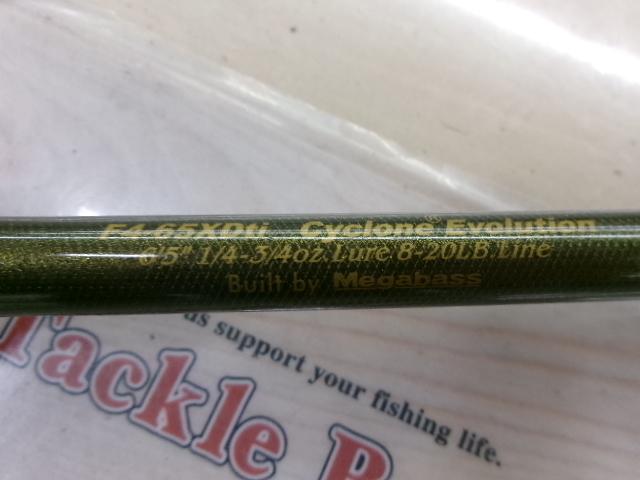 F4.65XDti Cyclone® Evolution
6'5" 1/4-3/4oz.Lure 8-20LB.Line
Built by Megabass
us support your fishing life.
Tackle